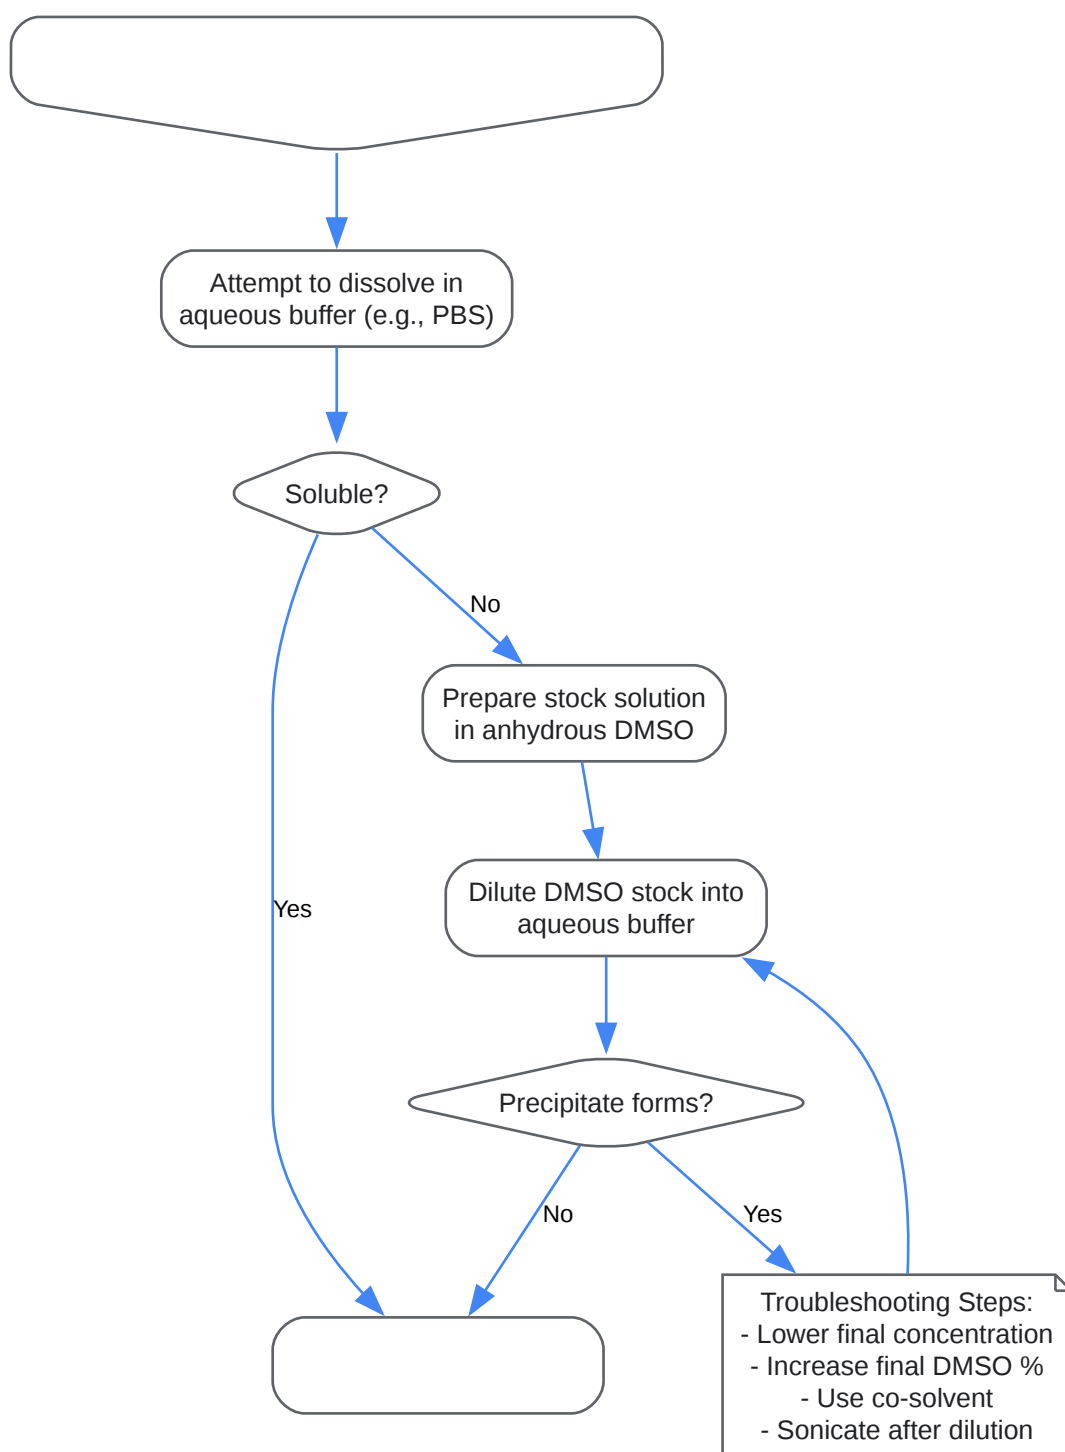 Attempt to dissolve in
aqueous buffer (e.g., PBS)
Soluble?
No
Prepare stock solution
in anhydrous DMSO
Yes
Dilute DMSO stock into
aqueous buffer
Precipitate forms?
No
Yes
Troubleshooting Steps:
- Lower final concentration
- Increase final DMSO %
- Use co-solvent
- Sonicate after dilution